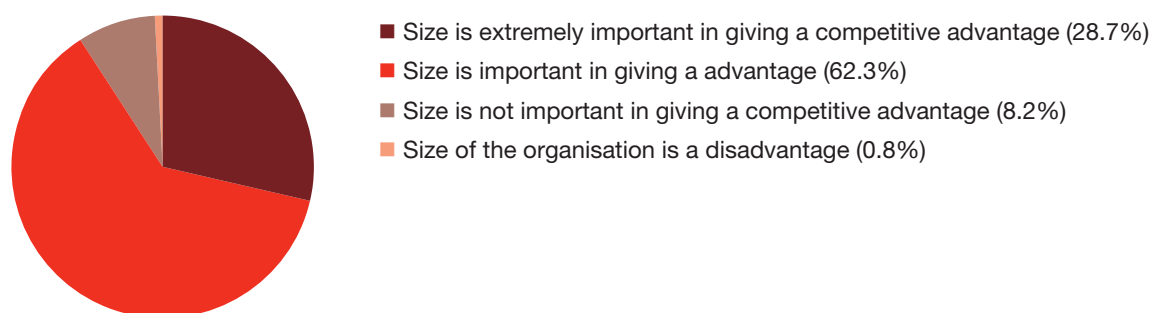 Size is extremely important in giving a competitive advantage (28.7%)
Size is important in giving a advantage (62.3%)
Size is not important in giving a competitive advantage (8.2%)
Size of the organisation is a disadvantage (0.8%)